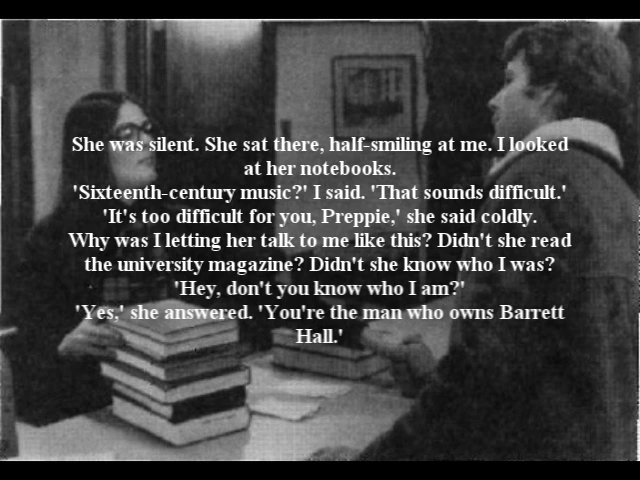 She was silent. She sat there, half-smiling at me. I looked
at her notebooks.
'Sixteenth-century music?' I said. 'That sounds difficult.'
'It's too difficult for you, Preppie,' she said coldly.
Why was I letting her talk to me like this? Didn't she read
the university magazine? Didn't she know who I was?
'Hey, don't you know who I am?'
'Yes,' she answered. 'You're the man who owns Barrett
Hall.'